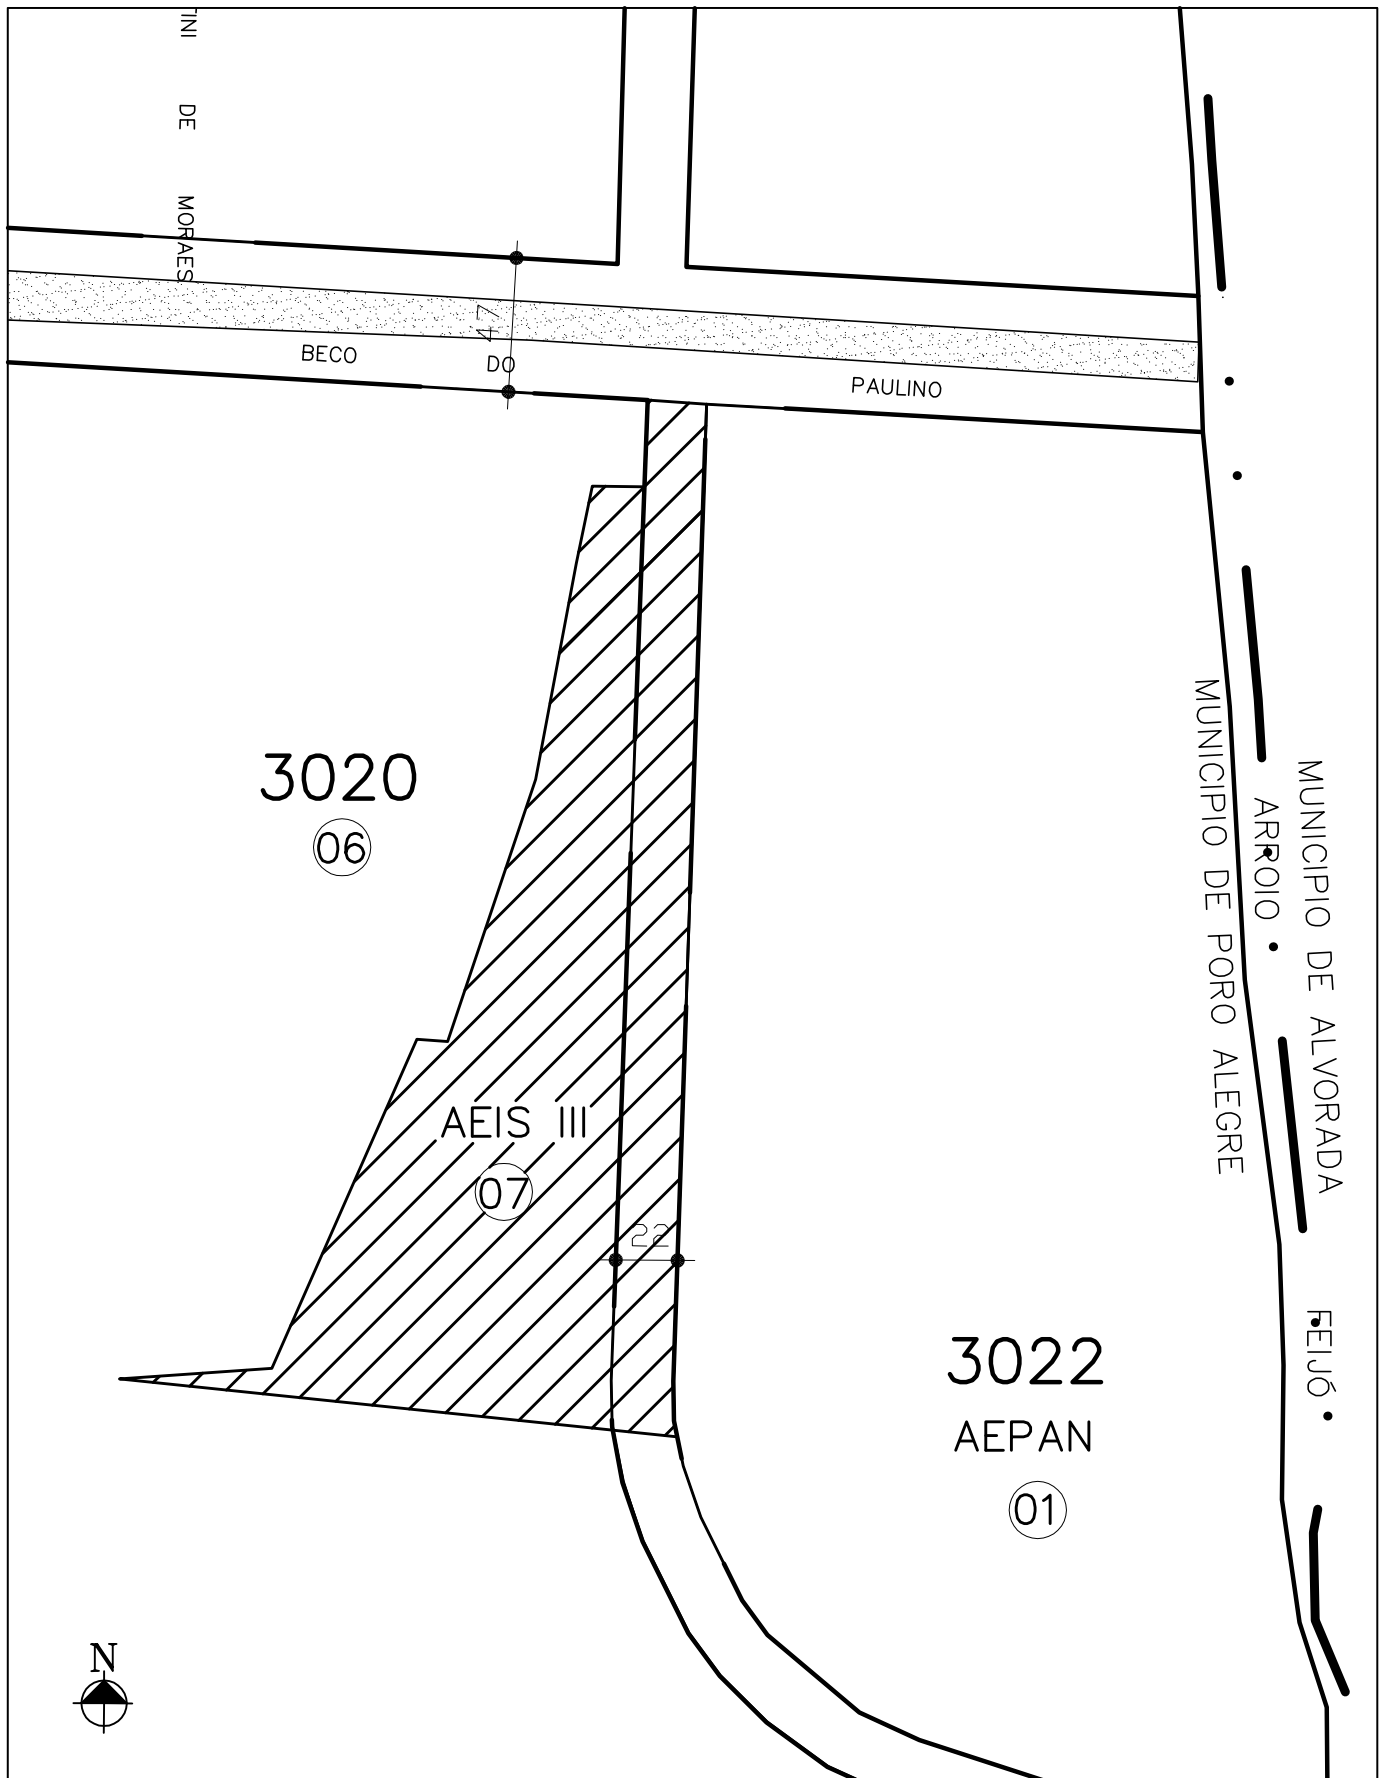 INI DE MORAES
47
BECO DO PAULINO
3020
06
MUNICIPIO DE PORO ALEGRE
ARROIO FEIJÓ
MUNICIPIO DE ALVORADA
AEIS III
07
22
3022
AEPAN
01
N